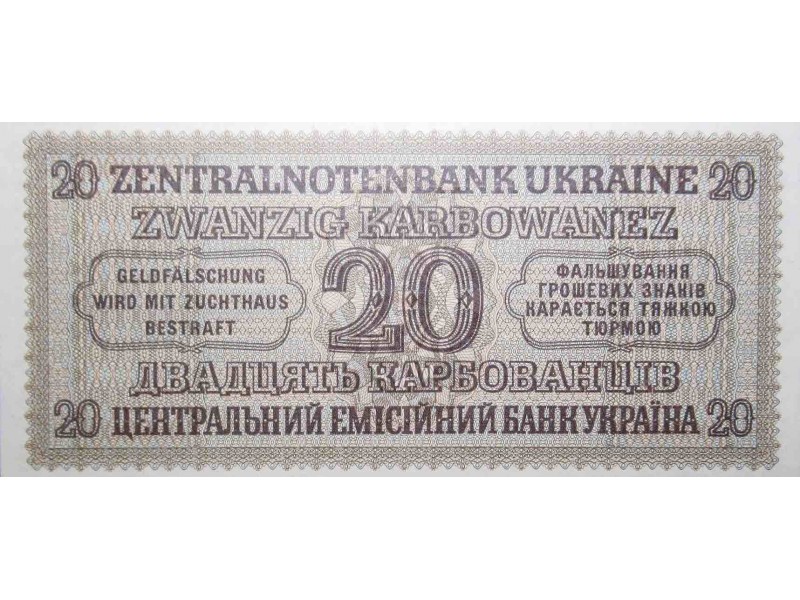 20 ZENTRALNOTENBANK UKRAINE 20
ZWANZIG KARBOWANEZ
GELDFÄLSCHUNG
WIRD MIT ZUCHTHAUS
BESTRAFT
20
ФАЛЬШУВАННЯ
ГРОШЕВИХ ЗНАКІВ
КАРАЄТЬСЯ ТЯЖКОЮ
ТЮРМОЮ
ДВАДЦЯТЬ КАРБОВАНЦІВ
20 ЦЕНТРАЛЬНИЙ ЕМІСІЙНИЙ БАНК УКРАЇНА 20